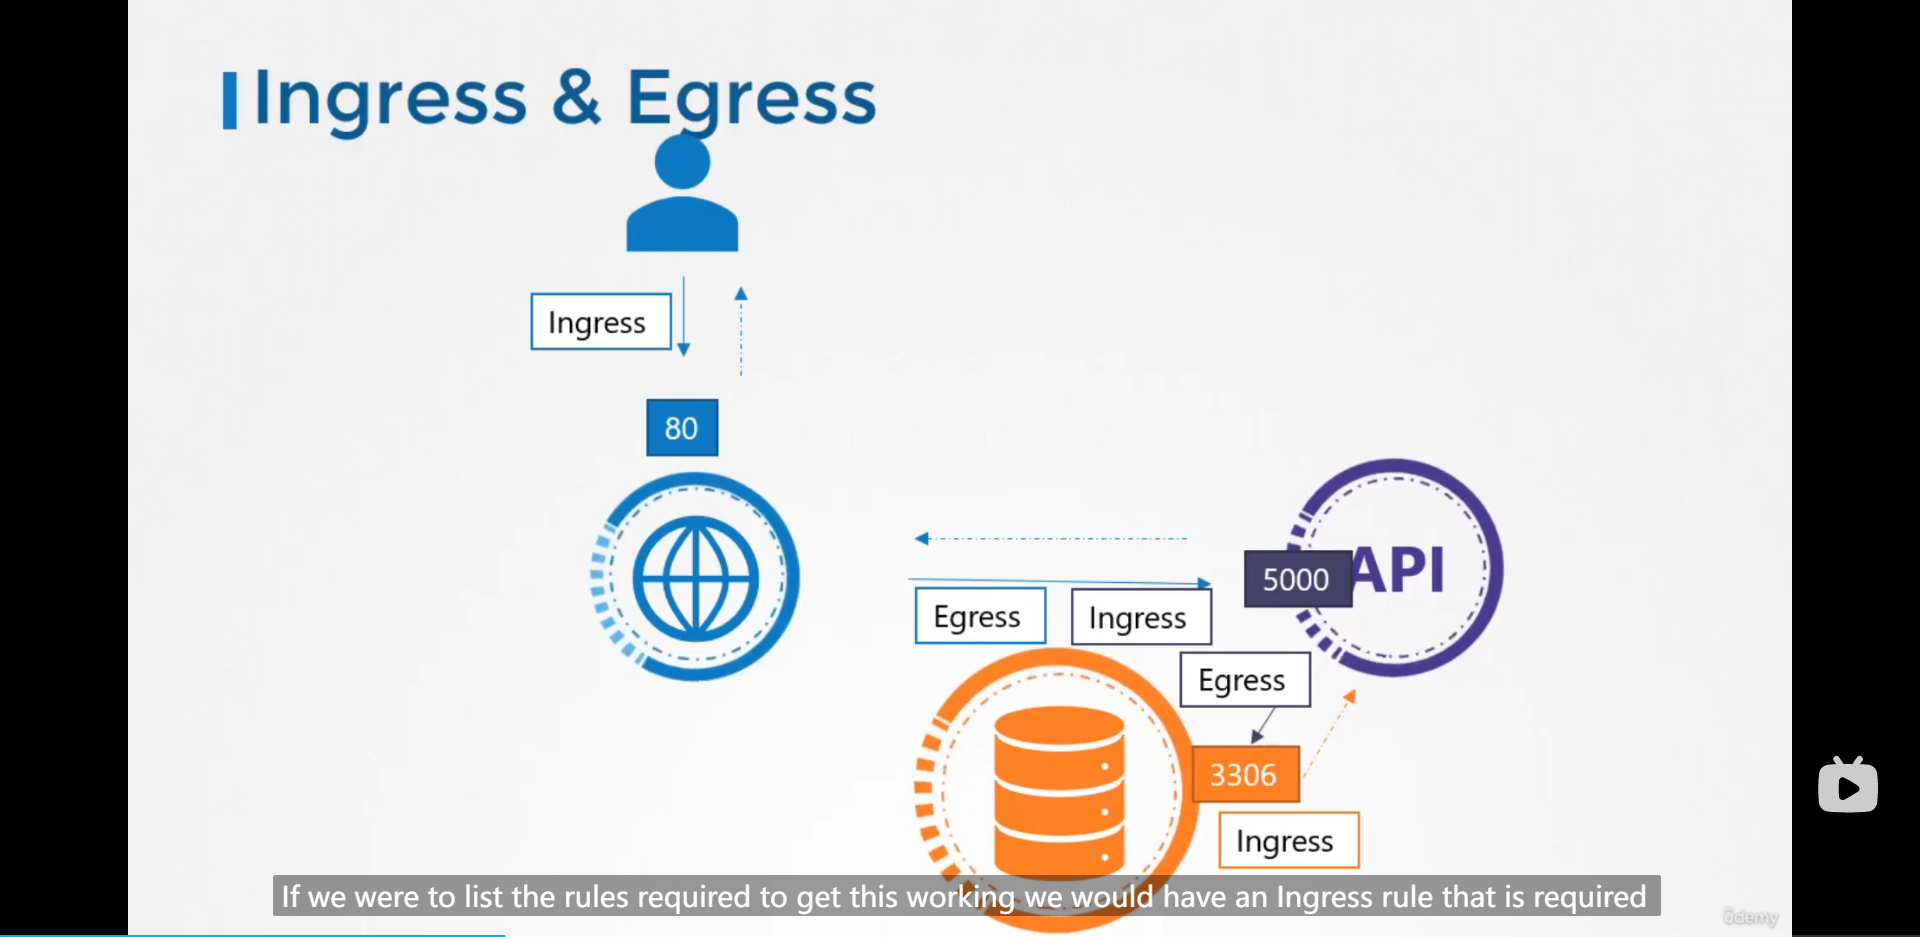 Ingress & Egress
Ingress
80
API
5000
Egress
Ingress
Egress
3306
Ingress
If we were to list the rules required to get this working we would have an Ingress rule that is required
ûdemy